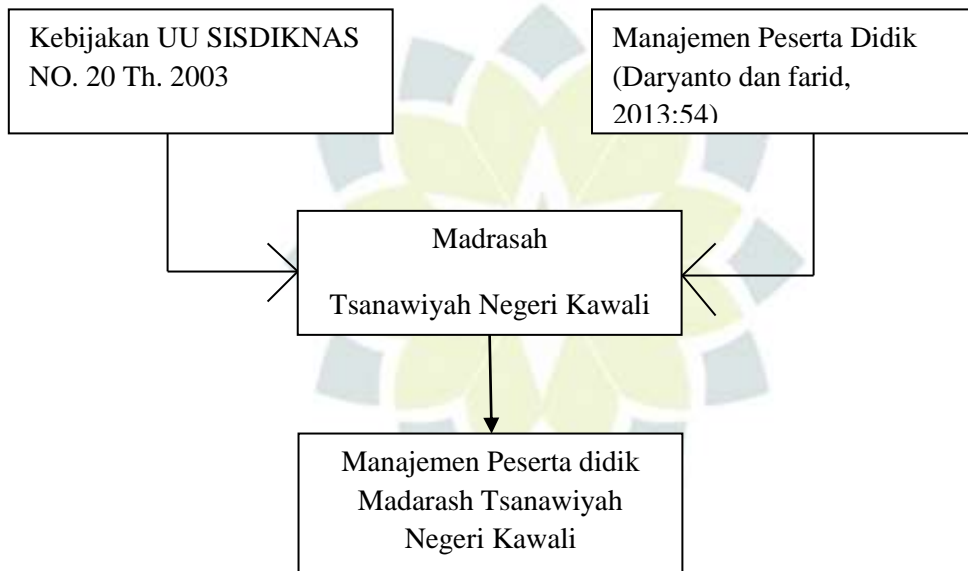 Kebijakan UU SISDIKNAS
NO. 20 Th. 2003
Manajemen Peserta Didik
(Daryanto dan farid,
2013:54)
Madrasah
Tsanawiyah Negeri Kawali
Manajemen Peserta didik
Madarash Tsanawiyah
Negeri Kawali